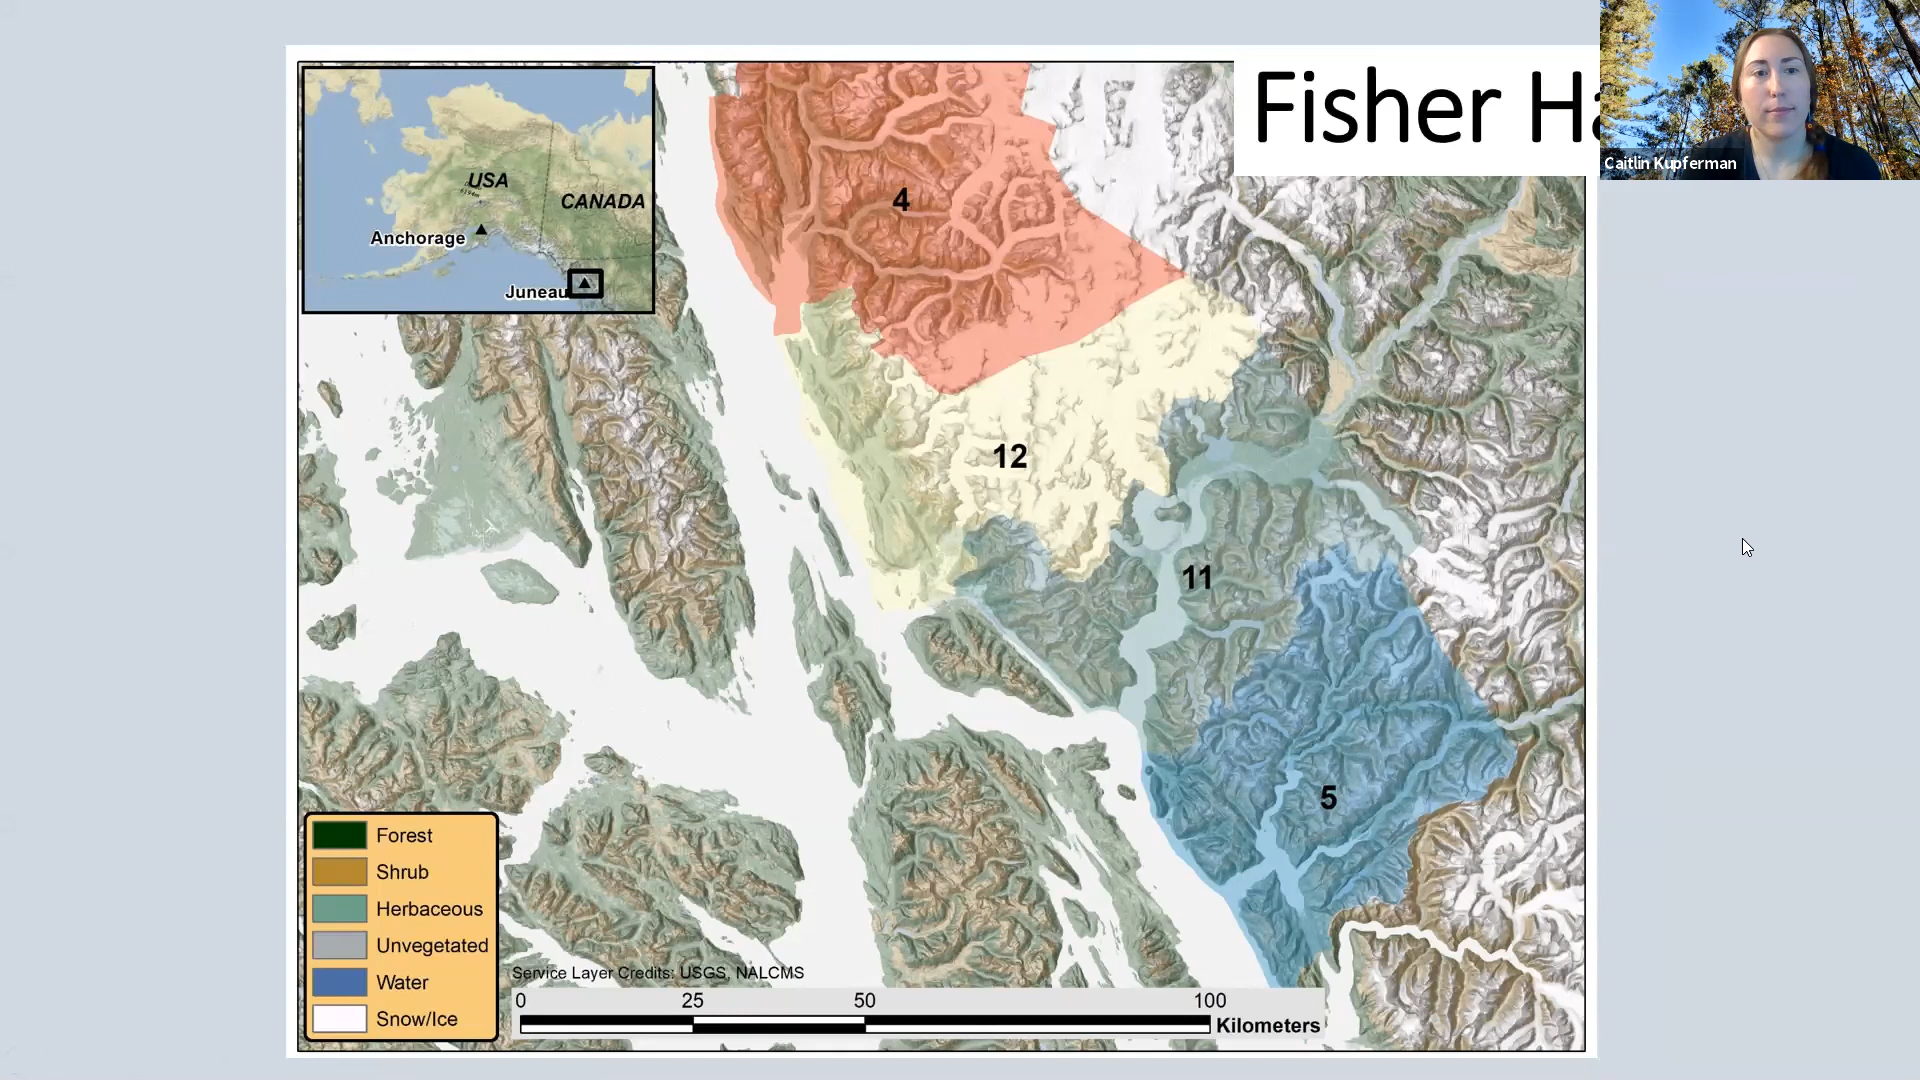 Fisher Ha
Caitlin Kupferman
USA
CANADA
Anchorage
Juneau
4
12
11
5
Forest
Shrub
Herbaceous
Unvegetated
Water
Snow/Ice
Service Layer Credits: USGS, NALCMS
0 25 50 100
Kilometers